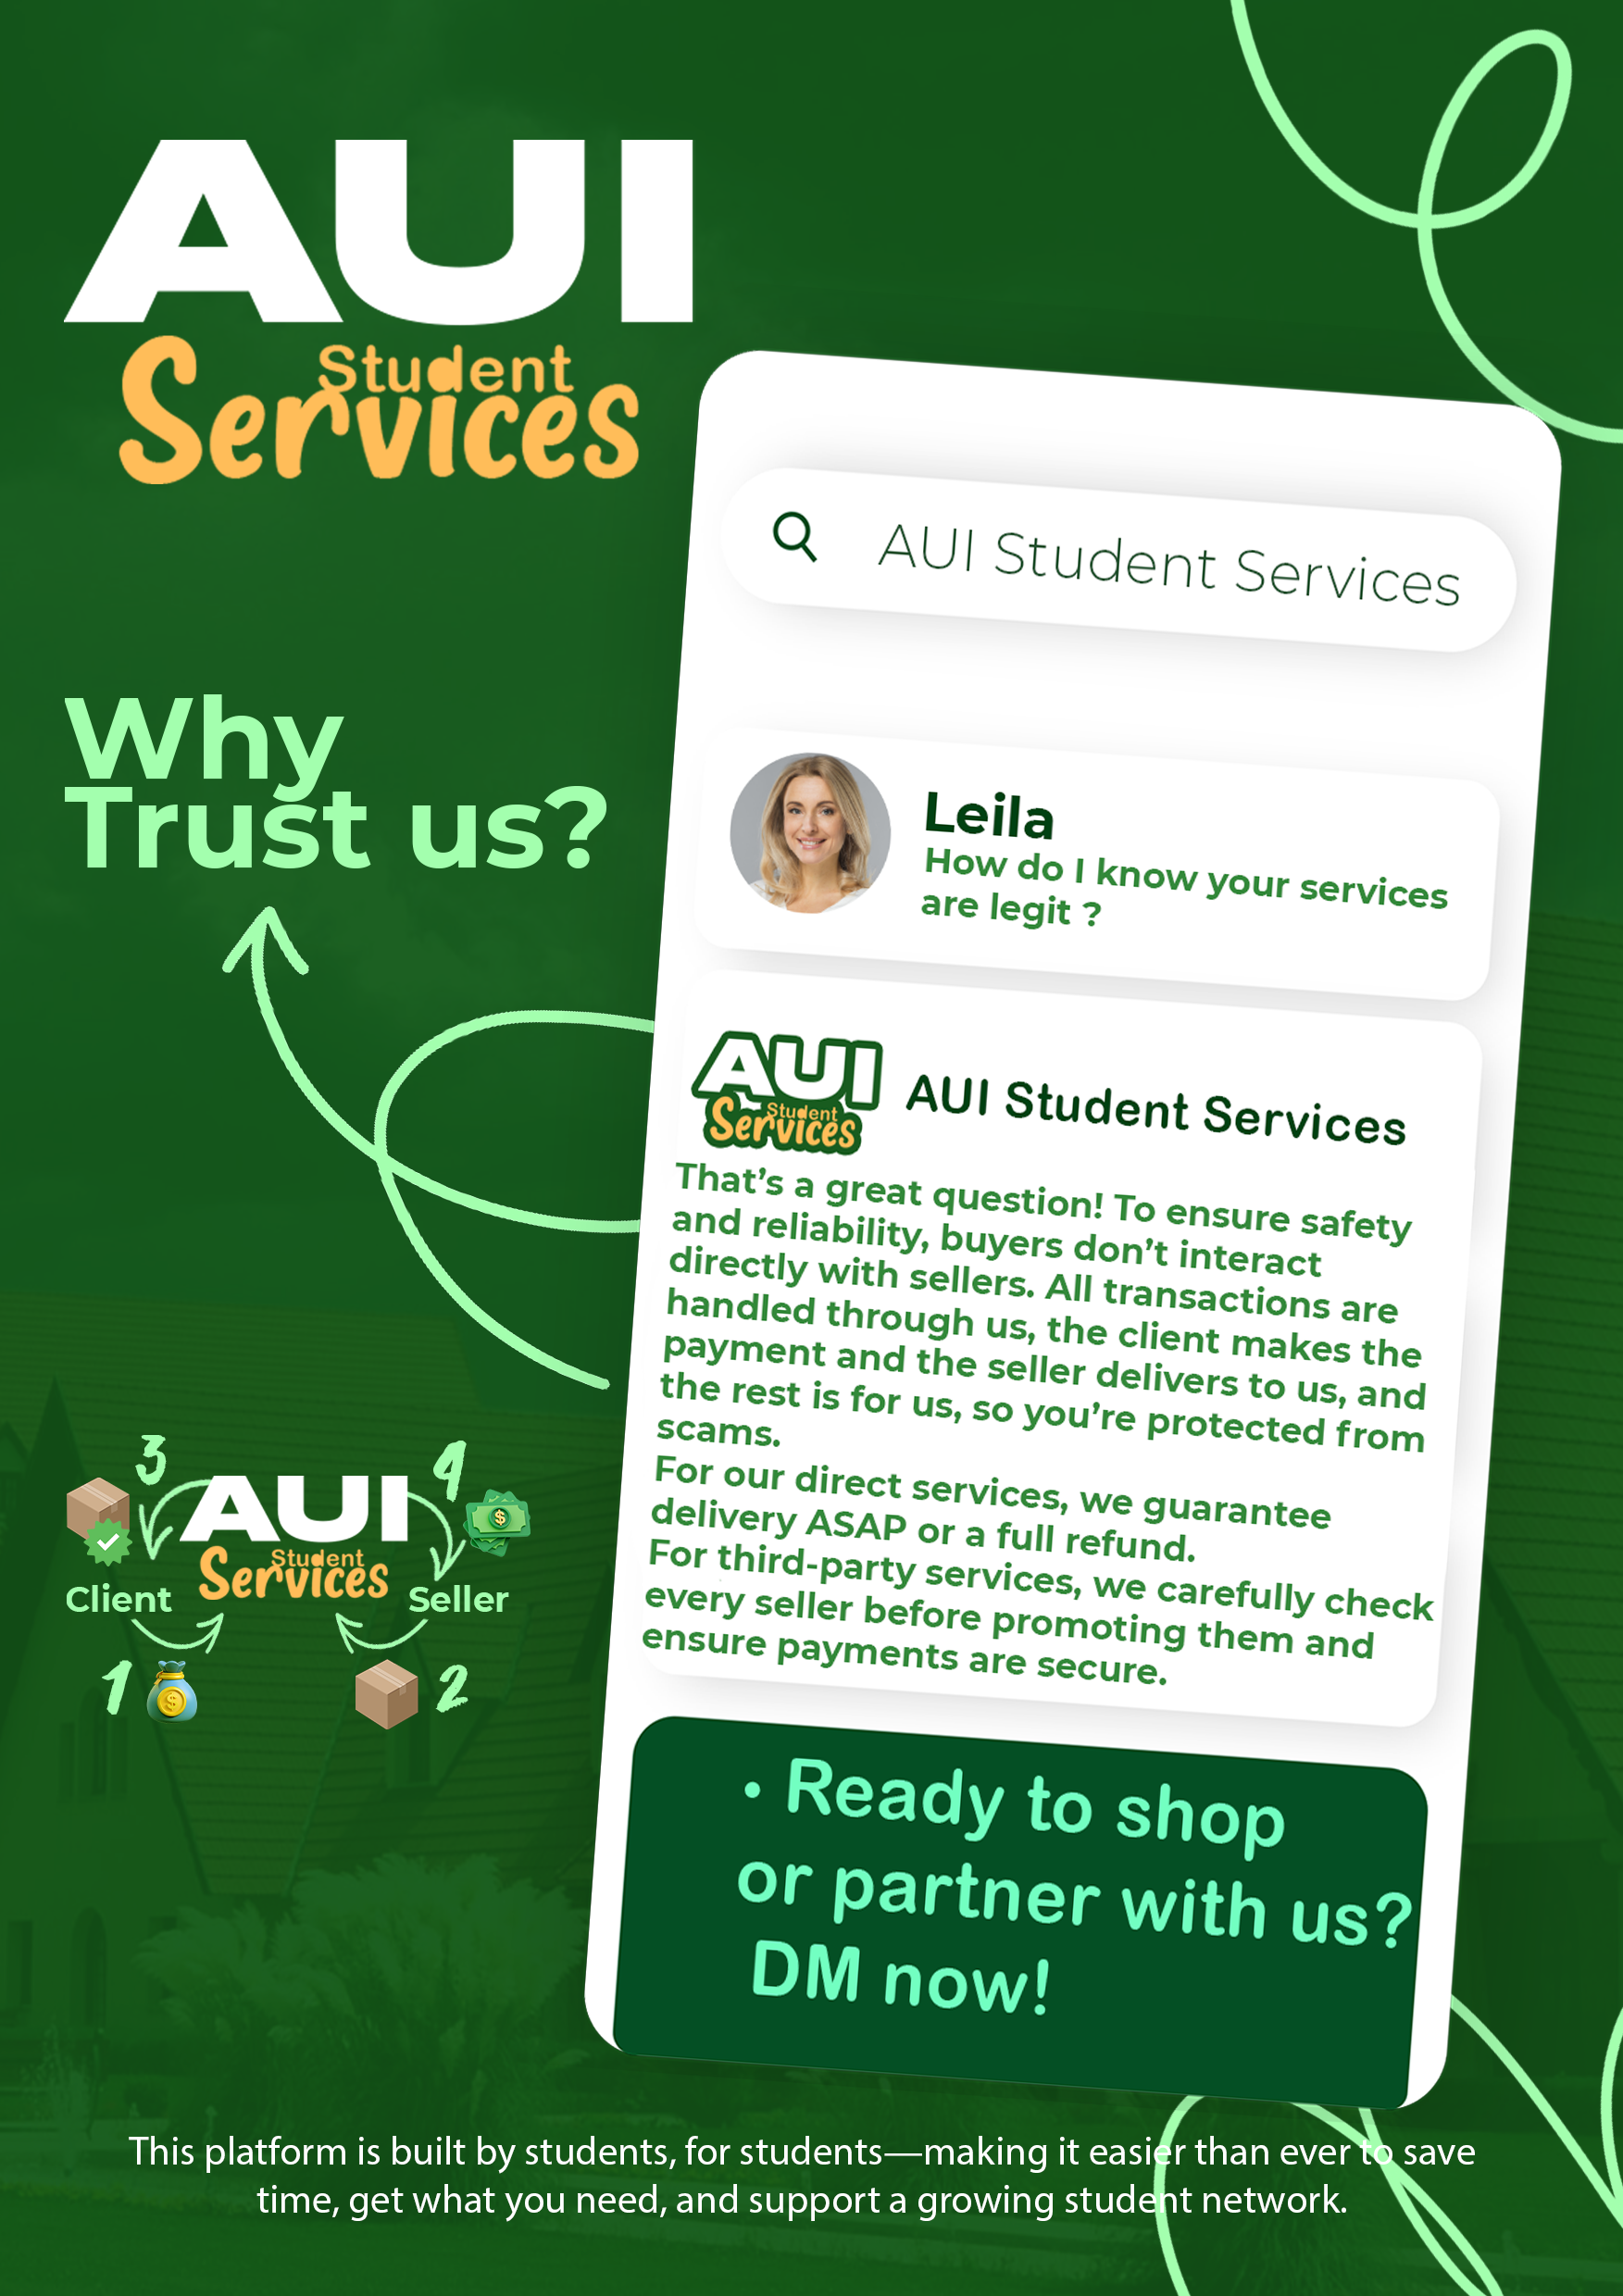 AUI
Student
Services
AUI Student Services
Why
Trust us?
Leila
How do I know your services
are legit ?
AUI
Student
Services
AUI Student Services
That's a great question! To ensure safety
and reliability, buyers don't interact
directly with sellers. All transactions are
handled through us, the client makes the
payment and the seller delivers to us, and
the rest is for us, so you're protected from
scams.
For our direct services, we guarantee
delivery ASAP or a full refund.
For third-party services, we carefully check
every seller before promoting them and
ensure payments are secure.
3
4
AUI
Student
Services
Client
Seller
1
2
• Ready to shop
or partner with us?
DM now!
This platform is built by students, for students—making it easier than ever to save
time, get what you need, and support a growing student network.